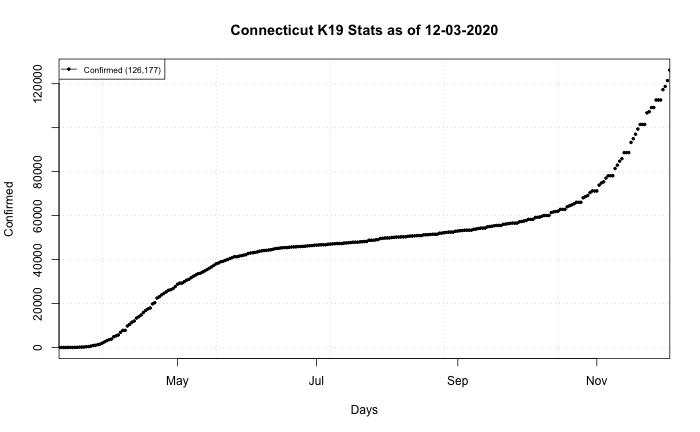 Connecticut K19 Stats as of 12-03-2020
Confirmed (126,177)
120000
80000
60000
40000
20000
0
Confirmed
May
Jul
Sep
Nov
Days